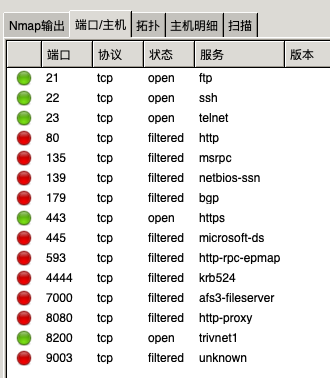 Nmap输出 端口/主机 拓扑 主机明细 扫描
端口 协议 状态 服务 版本
21 tcp open ftp
22 tcp open ssh
23 tcp open telnet
80 tcp filtered http
135 tcp filtered msrpc
139 tcp filtered netbios-ssn
179 tcp filtered bgp
443 tcp open https
445 tcp filtered microsoft-ds
593 tcp filtered http-rpc-epmap
4444 tcp filtered krb524
7000 tcp filtered afs3-fileserver
8080 tcp filtered http-proxy
8200 tcp open trivnet1
9003 tcp filtered unknown